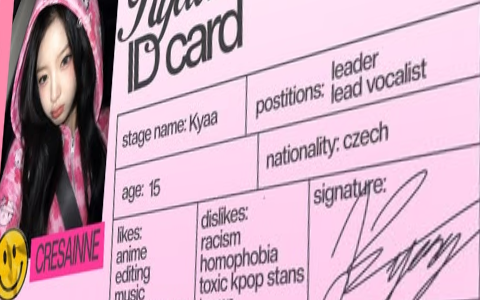 ID card
stage name: Kyaa
postitions: leader
lead vocalist
age: 15
nationality: czech
likes:
anime
editing
music
dislikes:
racism
homophobia
toxic kpop stans
signature:
CRESAINNE